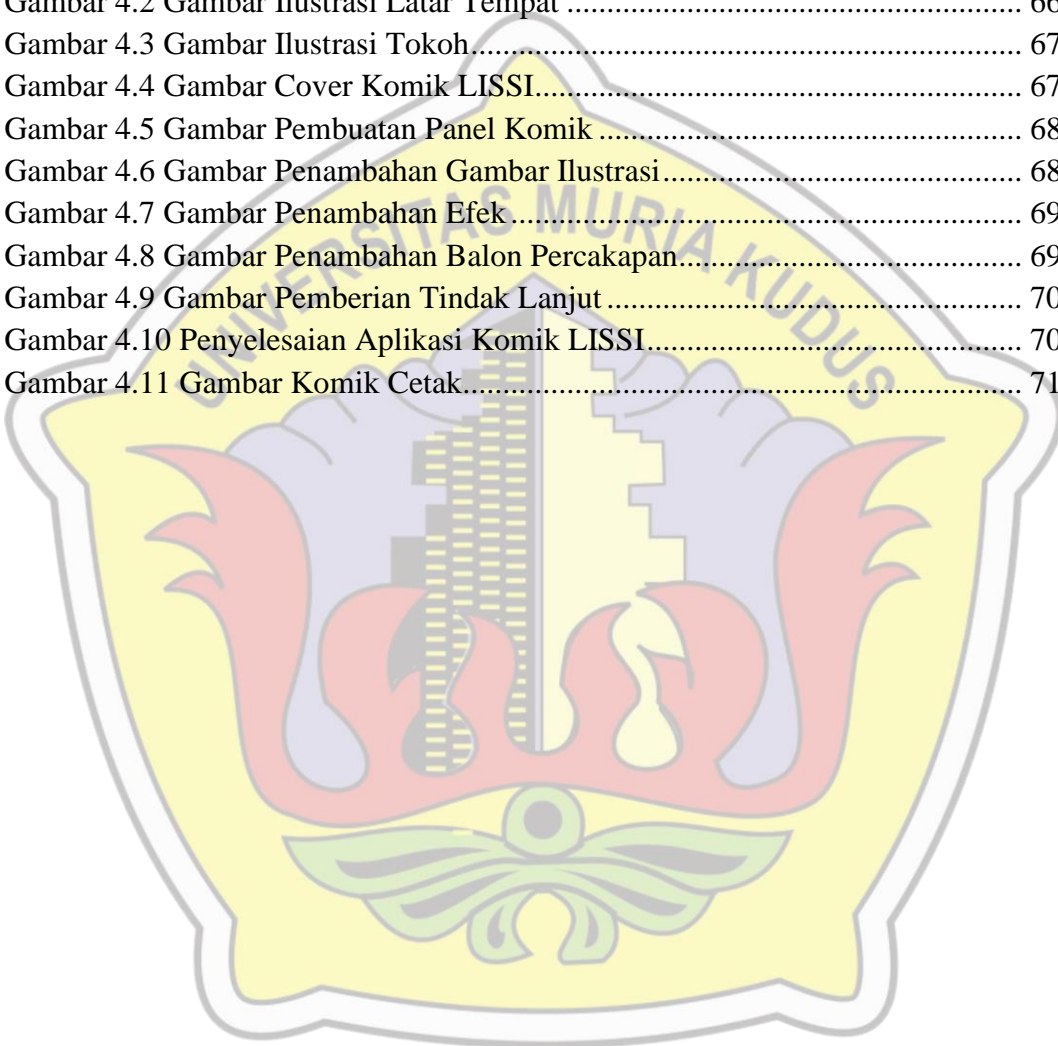 Gambar 4.2 Gambar Ilustrasi Latar Tempat ........................................................ 66
Gambar 4.3 Gambar Ilustrasi Tokoh..................................................................... 67
Gambar 4.4 Gambar Cover Komik LISSI............................................................. 67
Gambar 4.5 Gambar Pembuatan Panel Komik .................................................... 68
Gambar 4.6 Gambar Penambahan Gambar Ilustrasi............................................. 68
Gambar 4.7 Gambar Penambahan Efek................................................................ 69
Gambar 4.8 Gambar Penambahan Balon Percakapan........................................... 69
Gambar 4.9 Gambar Pemberian Tindak Lanjut ................................................... 70
Gambar 4.10 Penyelesaian Aplikasi Komik LISSI............................................... 70
Gambar 4.11 Gambar Komik Cetak...................................................................... 71
UNIVERSITAS MURIA KUDUS